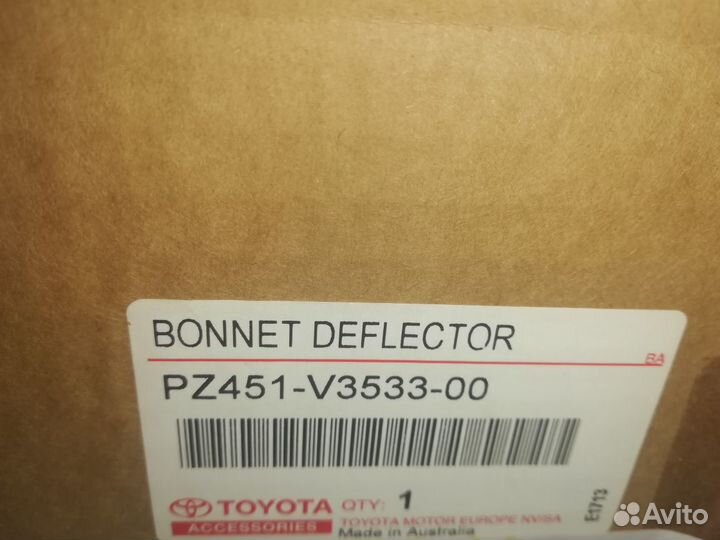 BONNET DEFLECTOR
BA
PZ451-V3533-00
TOYOTA QTY: 1
ACCESSORIES TOYOTA MOTOR EUROPE NV/SA
Made in Australia
E1713
Avito